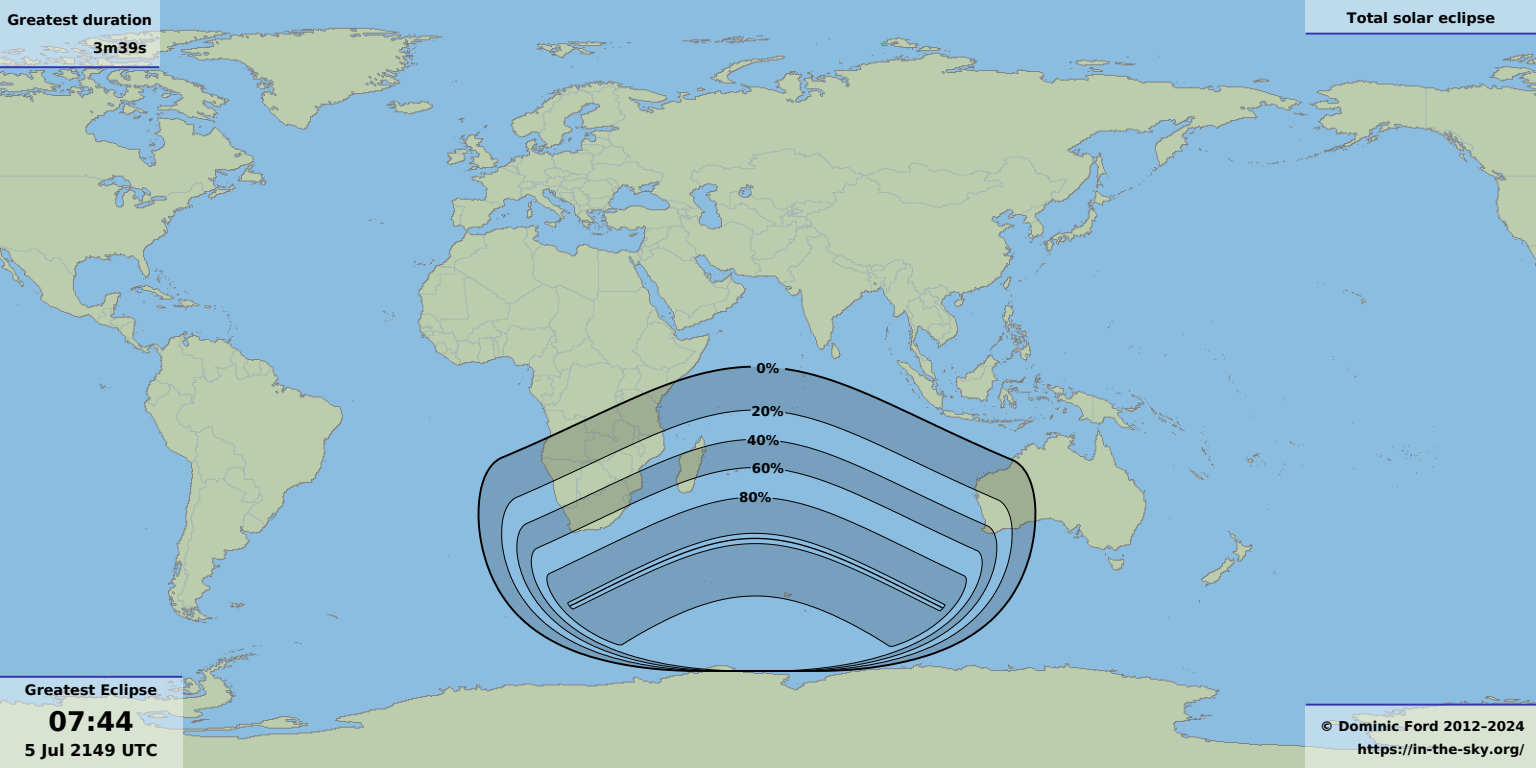 Greatest duration
3m39s
Total solar eclipse
0%
20%
40%
60%
80%
Greatest Eclipse
07:44
5 Jul 2149 UTC
© Dominic Ford 2012–2024
https://in-the-sky.org/